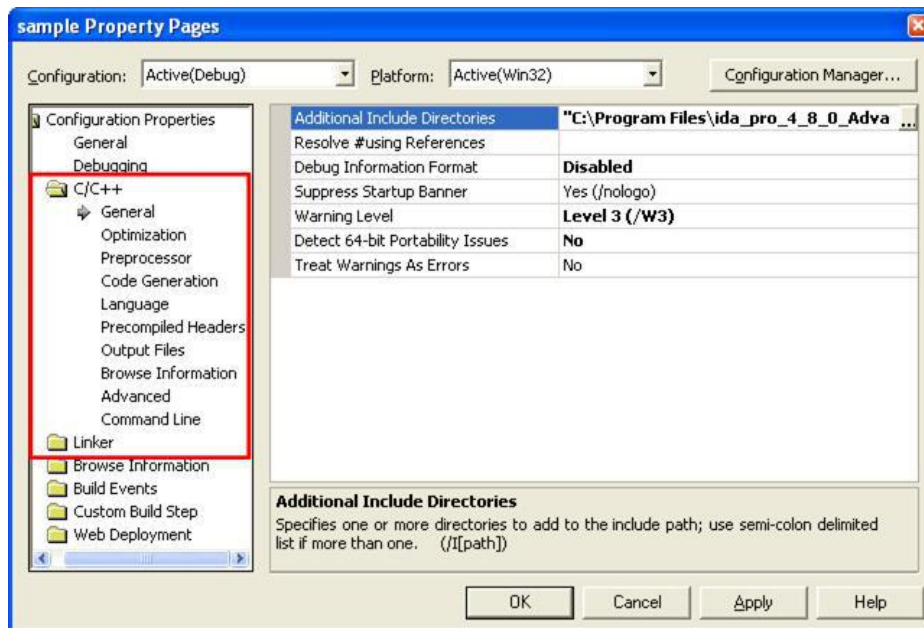 sample Property Pages
Configuration: Active(Debug) Platform: Active(Win32) Configuration Manager...
Configuration Properties
General
Debugging
C/C++
General
Optimization
Preprocessor
Code Generation
Language
Precompiled Headers
Output Files
Browse Information
Advanced
Command Line
Linker
Browse Information
Build Events
Custom Build Step
Web Deployment
Additional Include Directories "C:\Program Files\ida_pro_4_8_0_Adva ...
Resolve #using References
Debug Information Format Disabled
Suppress Startup Banner Yes (/nologo)
Warning Level Level 3 (/W3)
Detect 64-bit Portability Issues No
Treat Warnings As Errors No
Additional Include Directories
Specifies one or more directories to add to the include path; use semi-colon delimited
list if more than one. (/I[path])
OK Cancel Apply Help